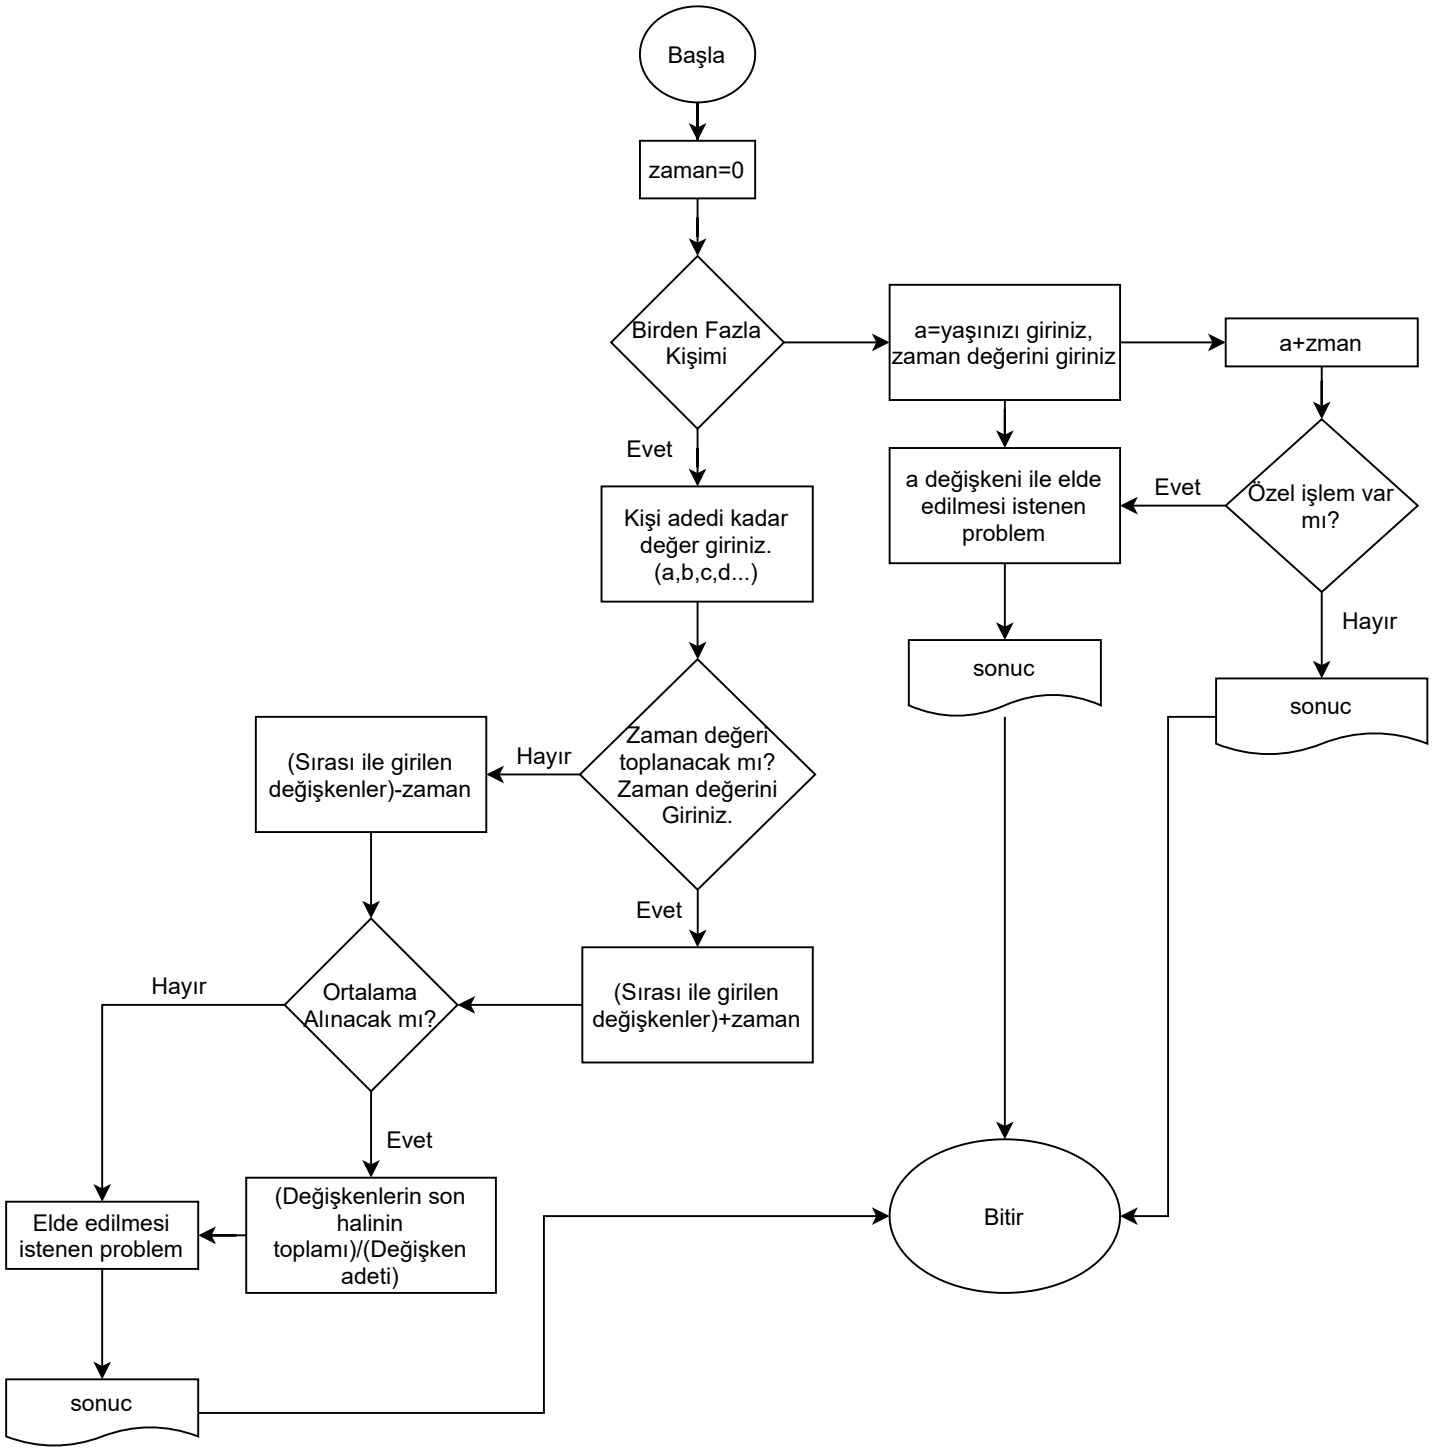 Başla
zaman=0
Birden Fazla
Kişimi
a=yaşınızı giriniz,
zaman değerini giriniz
a+zman
Evet
Kişi adedi kadar
değer giriniz.
(a,b,c,d...)
a değişkeni ile elde
edilmesi istenen
problem
Evet
Özel işlem var
mı?
Hayır
sonuc
sonuc
Zaman değeri
toplanacak mı?
Zaman değerini
Giriniz.
Hayır
(Sırası ile girilen
değişkenler)-zaman
Evet
(Sırası ile girilen
değişkenler)+zaman
Ortalama
Alınacak mı?
Hayır
Evet
(Değişkenlerin son
halinin
toplamı)/(Değişken
adeti)
Elde edilmesi
istenen problem
Bitir
sonuc